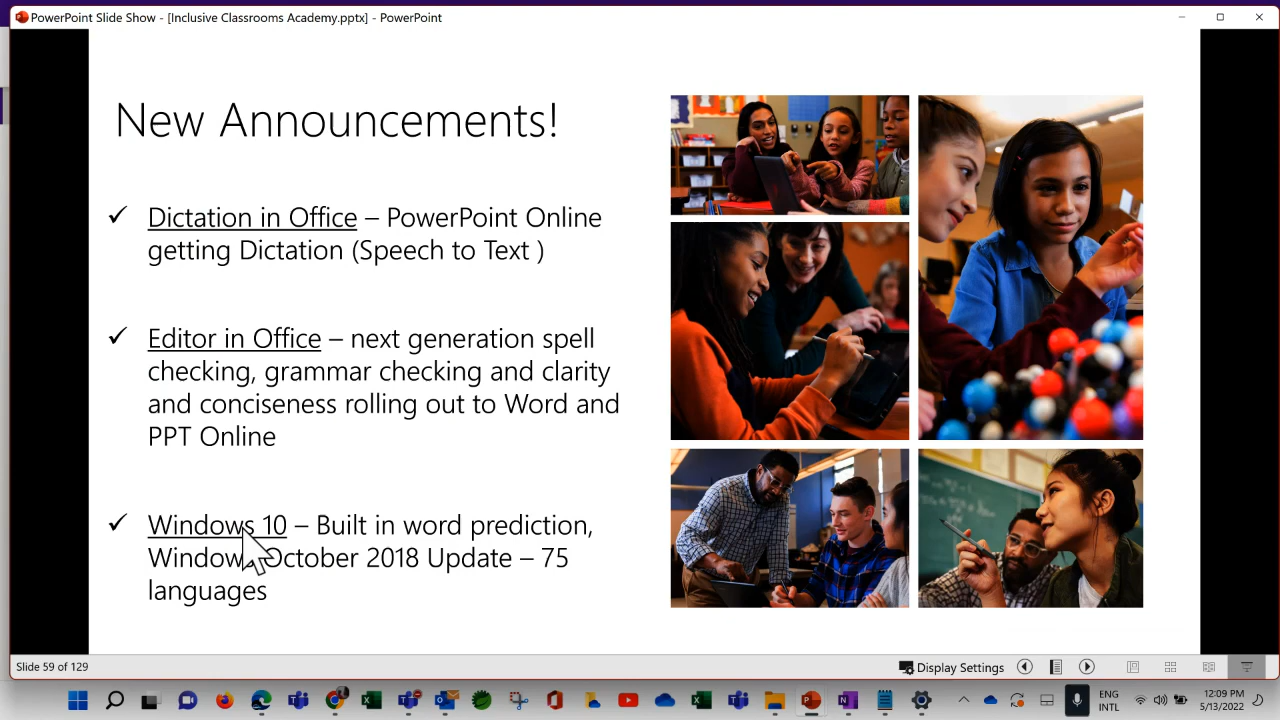 PowerPoint Slide Show - [Inclusive Classrooms Academy.pptx] - PowerPoint
New Announcements!
✓ Dictation in Office – PowerPoint Online
getting Dictation (Speech to Text )
✓ Editor in Office – next generation spell
checking, grammar checking and clarity
and conciseness rolling out to Word and
PPT Online
✓ Windows 10 – Built in word prediction,
October 2018 Update – 75
languages
Slide 59 of 129
Display Settings
ENG
INTL
12:09 PM
5/13/2022